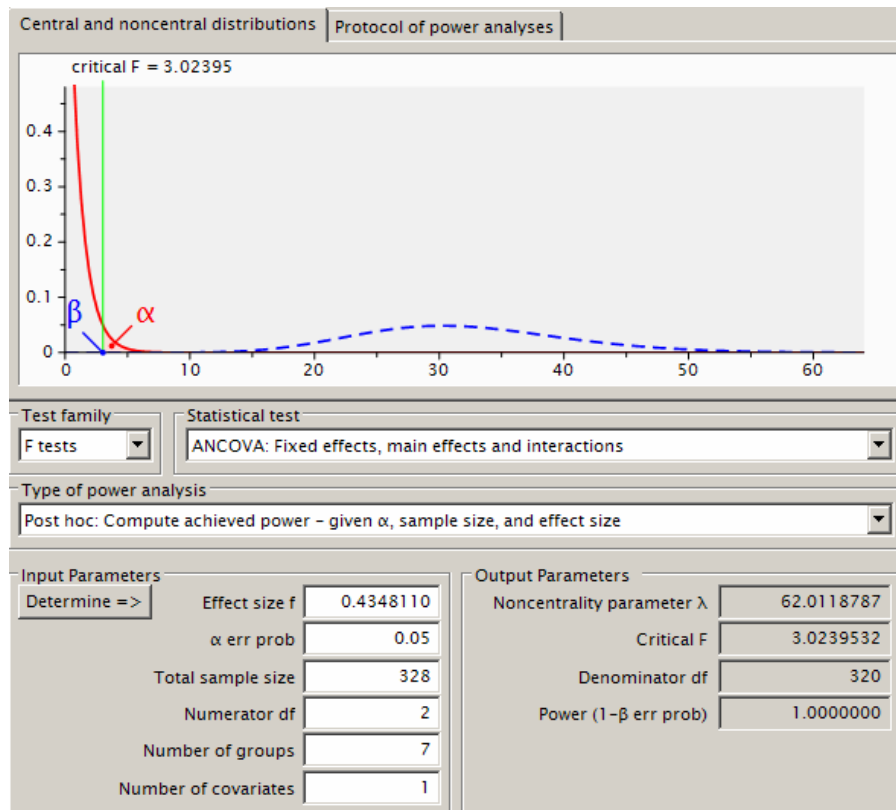 Central and noncentral distributions Protocol of power analyses
critical F = 3.02395
0.4
0.3
0.2
0.1
β α
0
0 10 20 30 40 50 60
Test family Statistical test
F tests ANCOVA: Fixed effects, main effects and interactions
Type of power analysis
Post hoc: Compute achieved power – given α, sample size, and effect size
Input Parameters Output Parameters
Determine => Effect size f 0.4348110 Noncentrality parameter λ 62.0118787
α err prob 0.05 Critical F 3.0239532
Total sample size 328 Denominator df 320
Numerator df 2 Power (1-β err prob) 1.0000000
Number of groups 7
Number of covariates 1